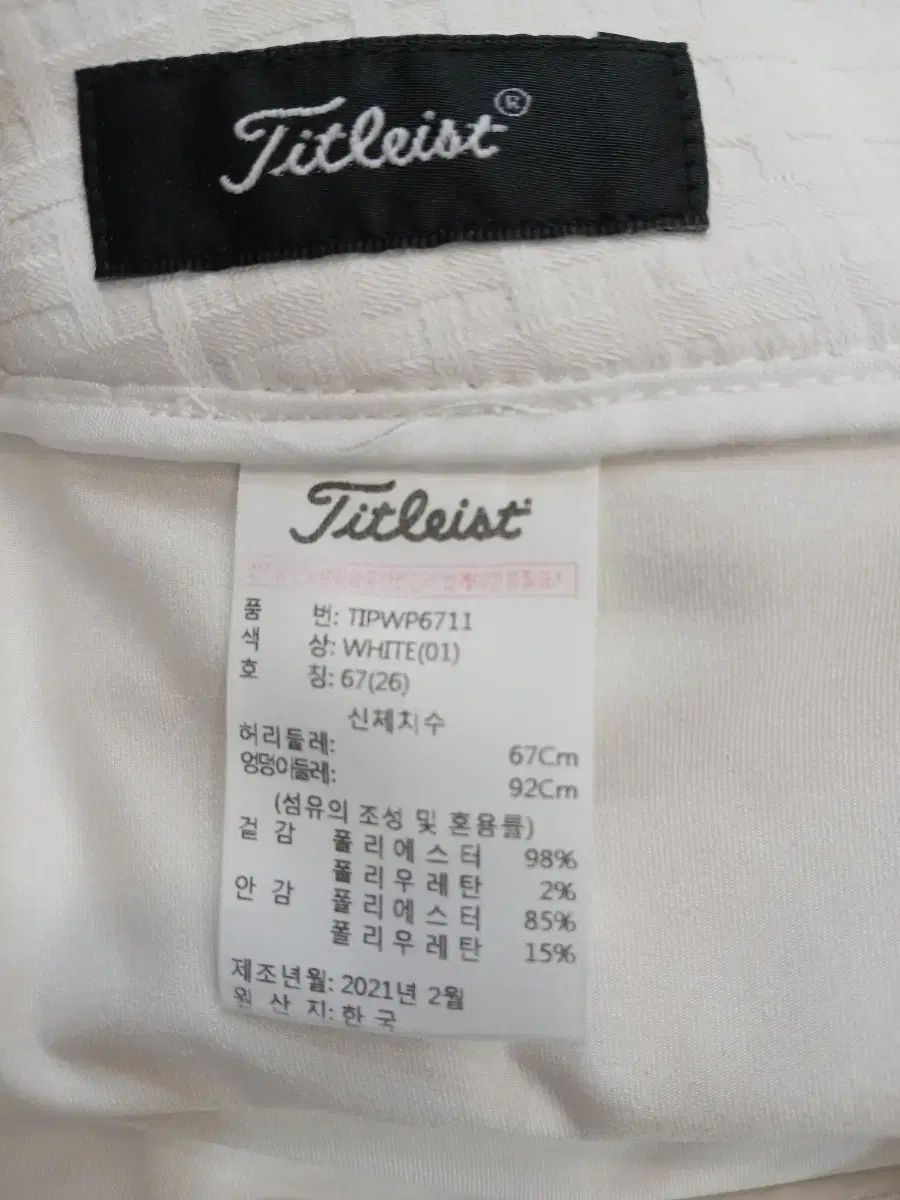 Titleist®
Titleist
품 번: TIPWP6711
색 상: WHITE(01)
호 칭: 67(26)
신체치수
허리둘레: 67Cm
엉덩이둘레: 92Cm
(섬유의 조성 및 혼용률)
겉 감 폴리에스터 98%
폴리우레탄 2%
안 감 폴리에스터 85%
폴리우레탄 15%
제조년월: 2021년 2월
원 산 지: 한 국